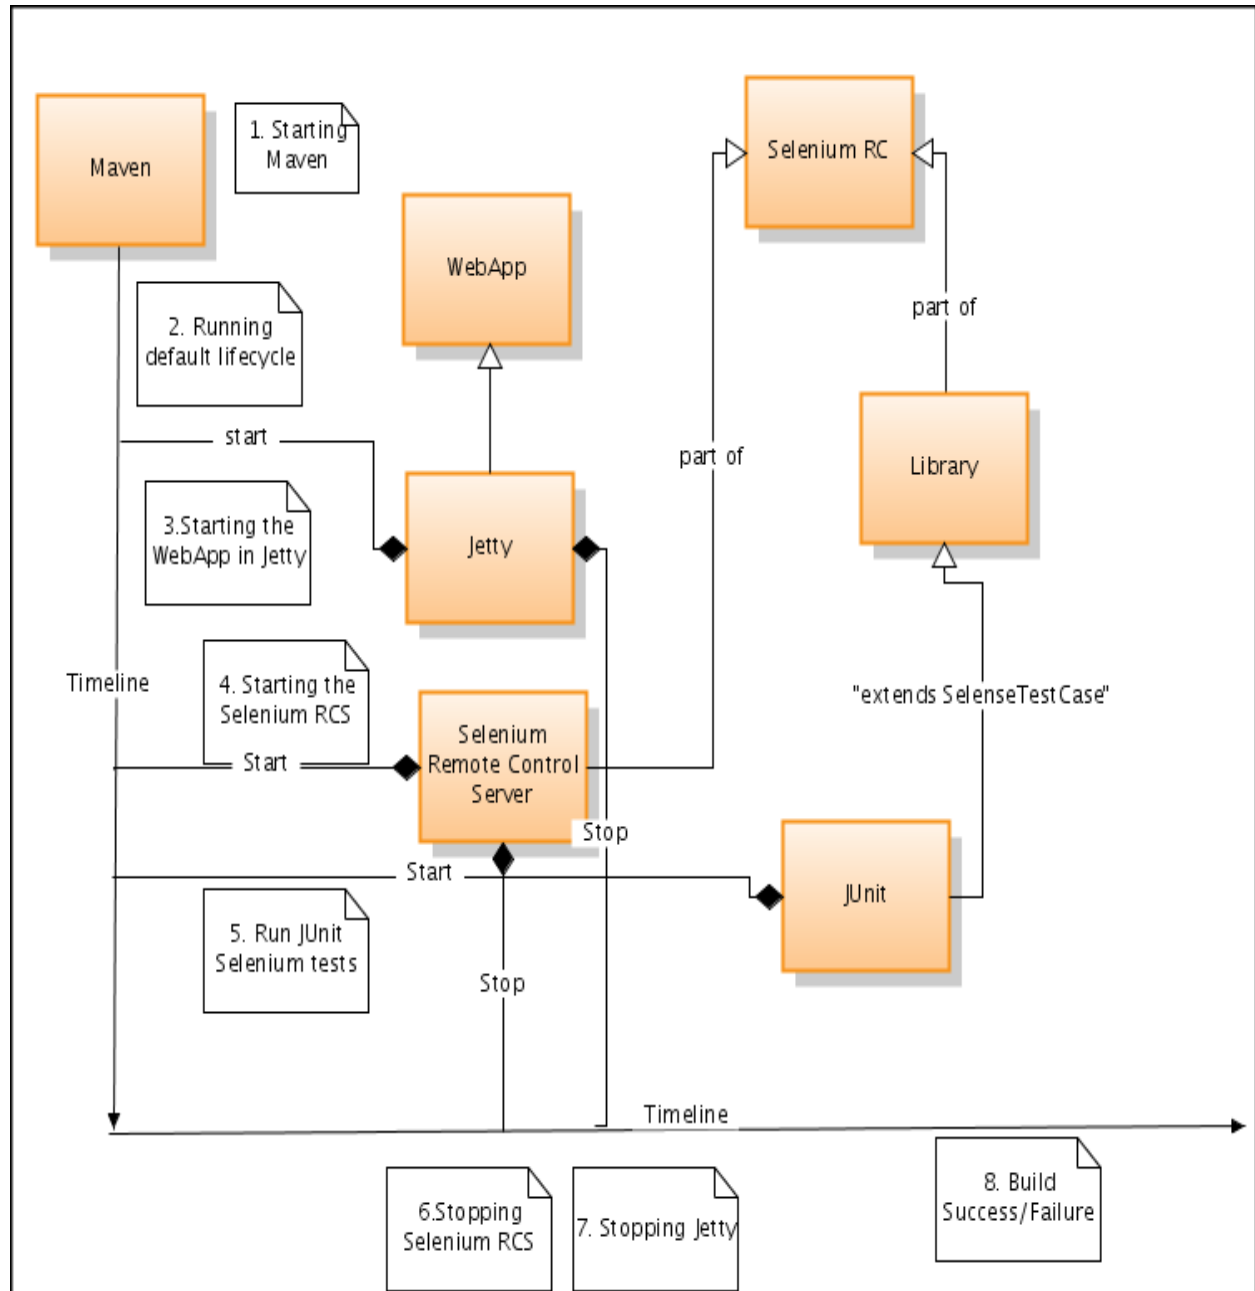 Maven
1. Starting
Maven
Selenium RC
WebApp
2. Running
default lifecycle
part of
start
part of
Library
3.Starting the
WebApp in Jetty
Jetty
Timeline
4. Starting the
Selenium RCS
"extends SelenseTestCase"
Start
Selenium
Remote Control
Server
Stop
Start
JUnit
5. Run JUnit
Selenium tests
Stop
Timeline
6.Stopping
Selenium RCS
7. Stopping Jetty
8. Build
Success/Failure